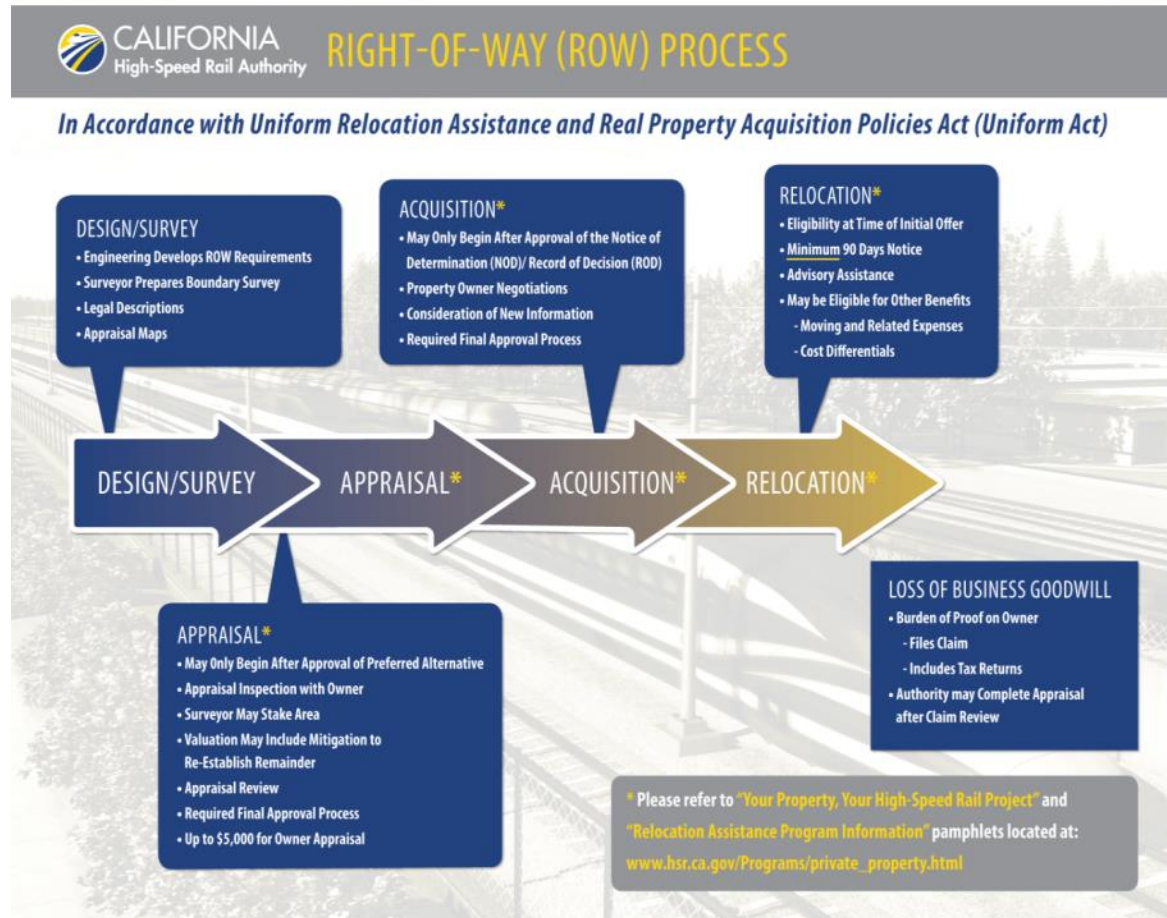 CALIFORNIA
High-Speed Rail Authority
RIGHT-OF-WAY (ROW) PROCESS
In Accordance with Uniform Relocation Assistance and Real Property Acquisition Policies Act (Uniform Act)
DESIGN/SURVEY
• Engineering Develops ROW Requirements
• Surveyor Prepares Boundary Survey
• Legal Descriptions
• Appraisal Maps
ACQUISITION*
• May Only Begin After Approval of the Notice of
Determination (NOD)/ Record of Decision (ROD)
• Property Owner Negotiations
• Consideration of New Information
• Required Final Approval Process
RELOCATION*
• Eligibility at Time of Initial Offer
• Minimum 90 Days Notice
• Advisory Assistance
• May be Eligible for Other Benefits
- Moving and Related Expenses
- Cost Differentials
DESIGN/SURVEY
APPRAISAL*
ACQUISITION*
RELOCATION*
APPRAISAL*
• May Only Begin After Approval of Preferred Alternative
• Appraisal Inspection with Owner
• Surveyor May Stake Area
• Valuation May Include Mitigation to
Re-Establish Remainder
• Appraisal Review
• Required Final Approval Process
• Up to $5,000 for Owner Appraisal
LOSS OF BUSINESS GOODWILL
• Burden of Proof on Owner
- Files Claim
- Includes Tax Returns
• Authority may Complete Appraisal
after Claim Review
* Please refer to "Your Property, Your High-Speed Rail Project" and
"Relocation Assistance Program Information" pamphlets located at:
www.hsr.ca.gov/Programs/private_property.html